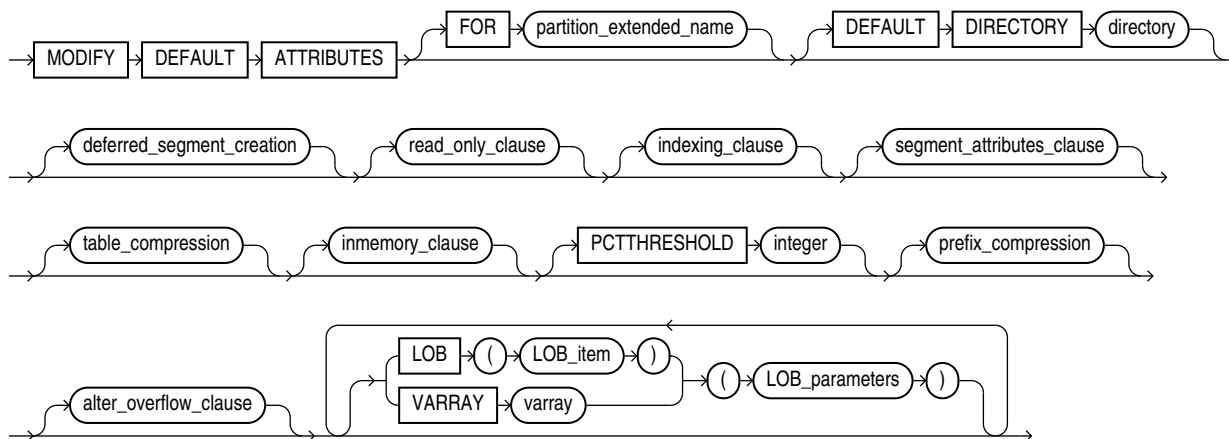 MODIFY DEFAULT ATTRIBUTES FOR partition_extended_name DEFAULT DIRECTORY directory
deferred_segment_creation read_only_clause indexing_clause segment_attributes_clause
table_compression inmemory_clause PCTTHRESHOLD integer prefix_compression
alter_overflow_clause LOB ( LOB_item ) VARRAY varray ( LOB_parameters )